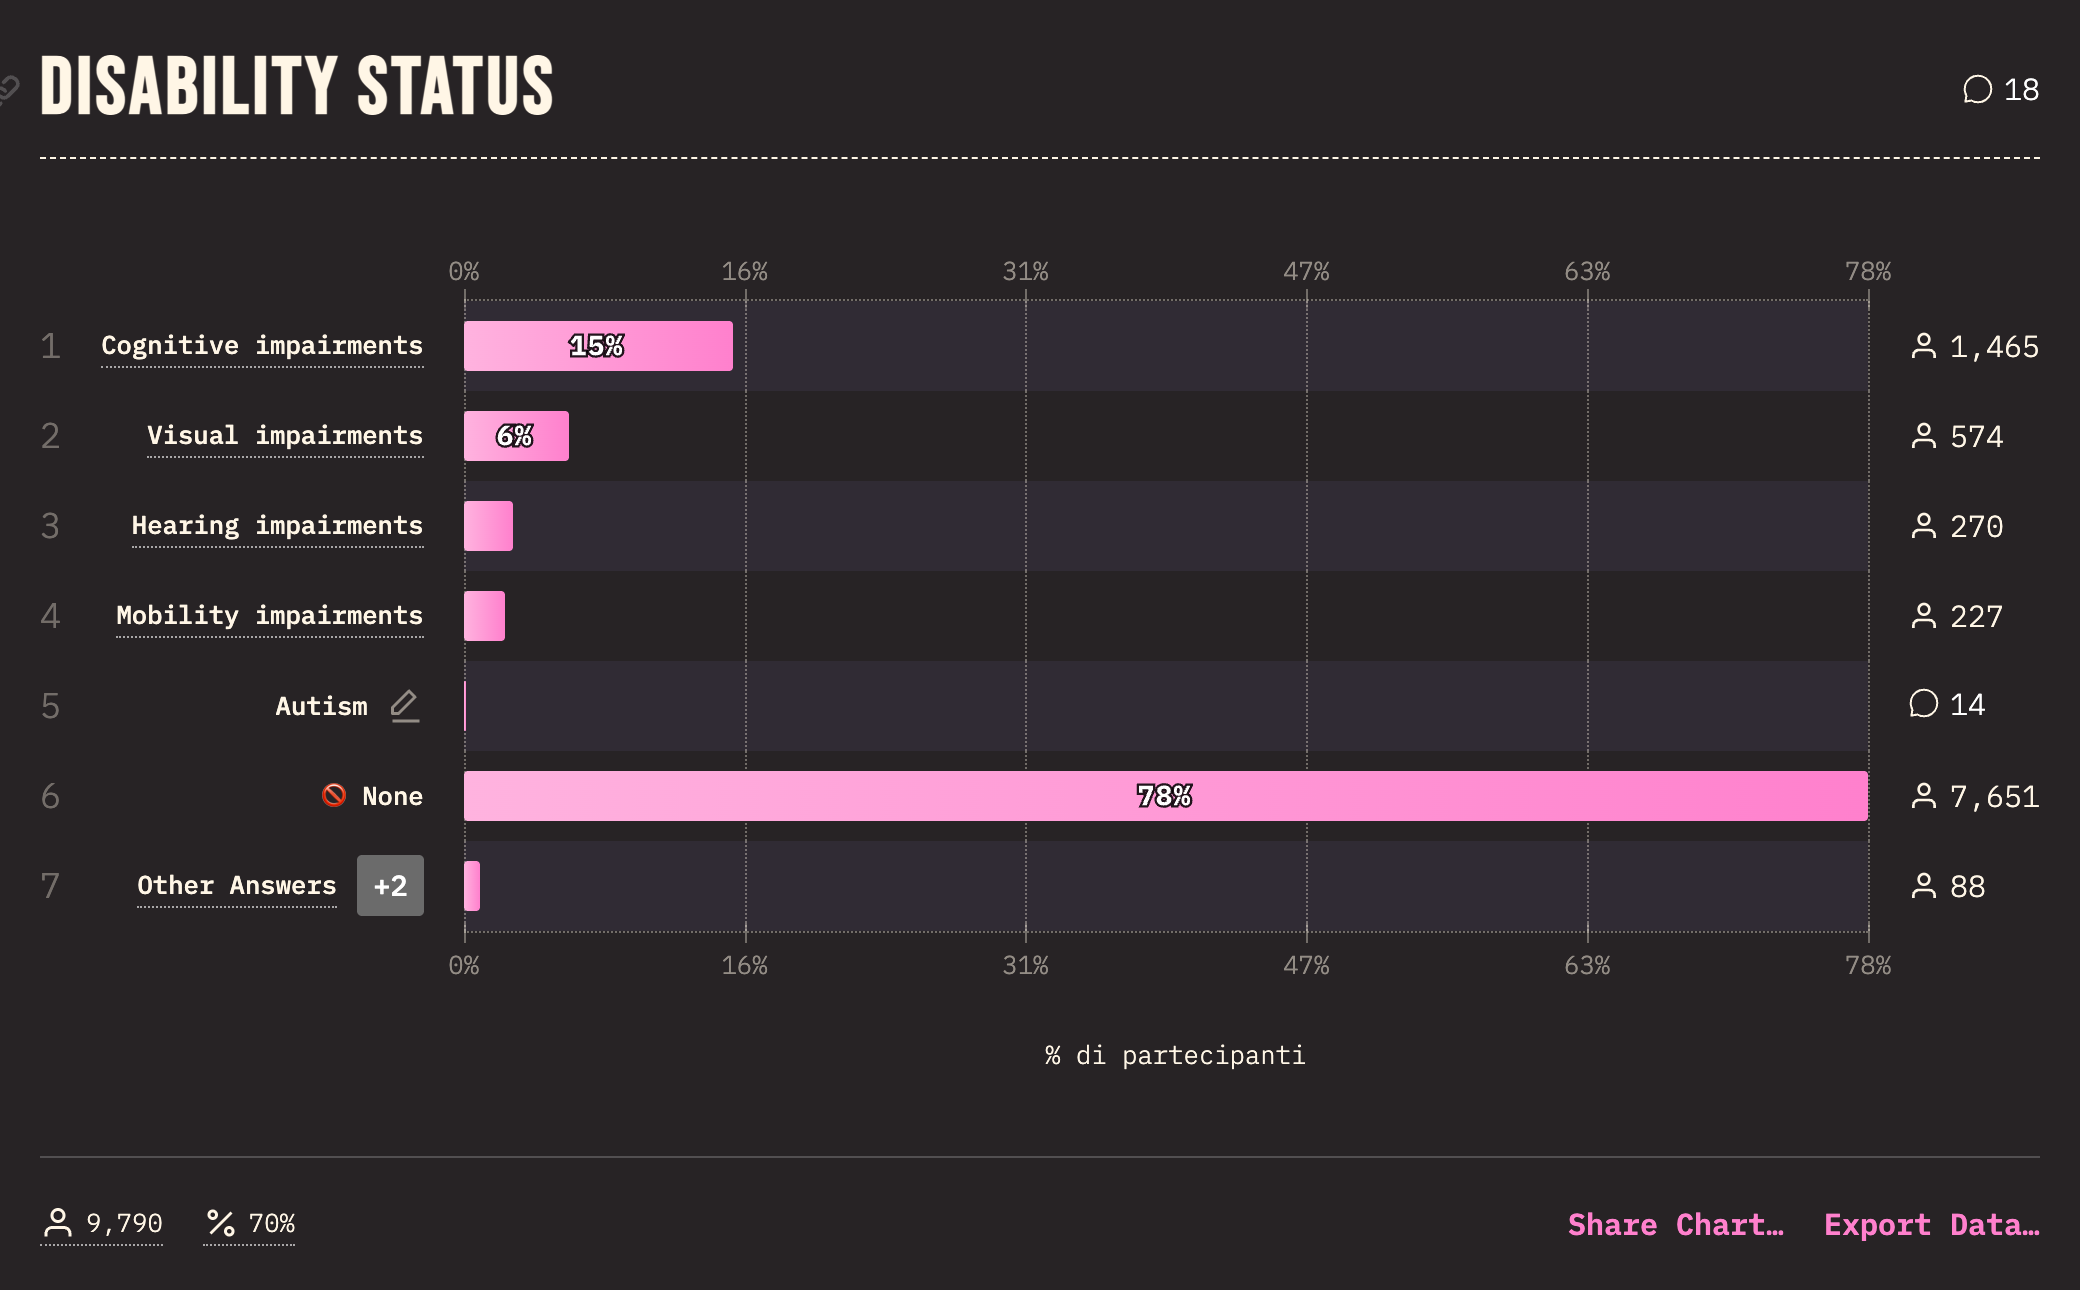 DISABILITY STATUS
18
0% 16% 31% 47% 63% 78%
1 Cognitive impairments 15% 1,465
2 Visual impairments 6% 574
3 Hearing impairments 270
4 Mobility impairments 227
5 Autism 14
6 None 78% 7,651
7 Other Answers +2 88
0% 16% 31% 47% 63% 78%
% di partecipanti
9,790 70% Share Chart… Export Data…